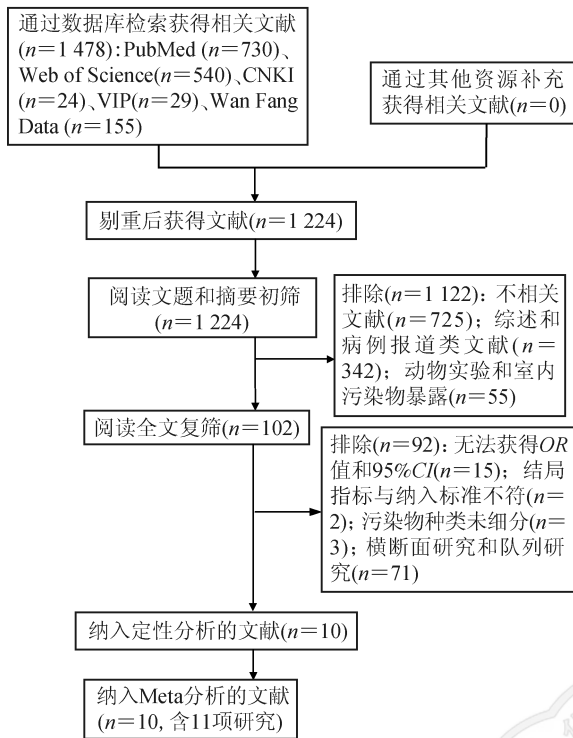 通过数据库检索获得相关文献
(n=1 478):PubMed (n=730)、
Web of Science(n=540)、CNKI
(n=24)、VIP(n=29)、Wan Fang
Data (n=155)
通过其他资源补充
获得相关文献(n=0)
剔重后获得文献(n=1 224)
阅读文题和摘要初筛
(n=1 224)
排除(n=1 122)：不相关
文献(n=725)；综述和
病例报道类文献(n=
342)；动物实验和室内
污染物暴露(n=55)
阅读全文复筛(n=102)
排除(n=92)：无法获得OR
值和95%CI(n=15)；结局
指标与纳入标准不符(n=
2)；污染物种类未细分(n=
3)；横断面研究和队列研
究(n=71)
纳入定性分析的文献(n=10)
纳入Meta分析的文献
(n=10, 含11项研究)